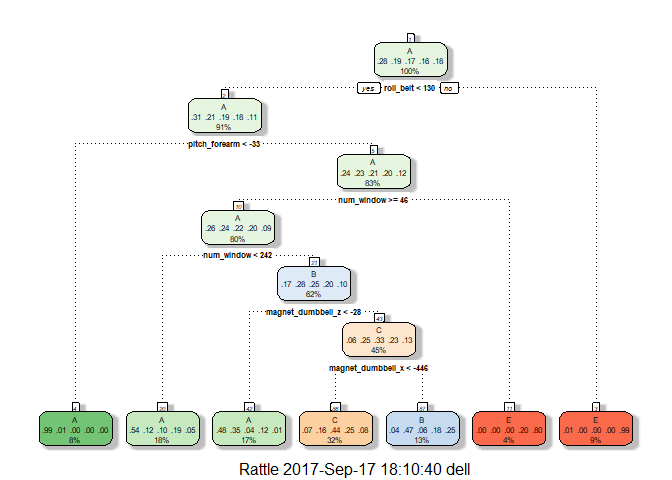 1
A
.28 .19 .17 .16 .18
100%
yes roll_belt < 130 no
2
A
.31 .21 .19 .18 .11
91%
pitch_forearm < -33
5
A
.24 .23 .21 .20 .12
83%
num_window >= 46
10
A
.26 .24 .22 .20 .09
80%
num_window < 242
21
B
.17 .28 .25 .20 .10
62%
magnet_dumbbell_z < -28
43
C
.06 .25 .33 .23 .13
45%
magnet_dumbbell_x < -446
4
A
.99 .01 .00 .00 .00
8%
20
A
.54 .12 .10 .19 .05
18%
42
A
.48 .35 .04 .12 .01
17%
86
C
.07 .16 .44 .25 .08
32%
87
B
.04 .47 .06 .18 .25
13%
11
E
.00 .00 .00 .20 .80
4%
3
E
.01 .00 .00 .00 .99
9%
Rattle 2017-Sep-17 18:10:40 dell